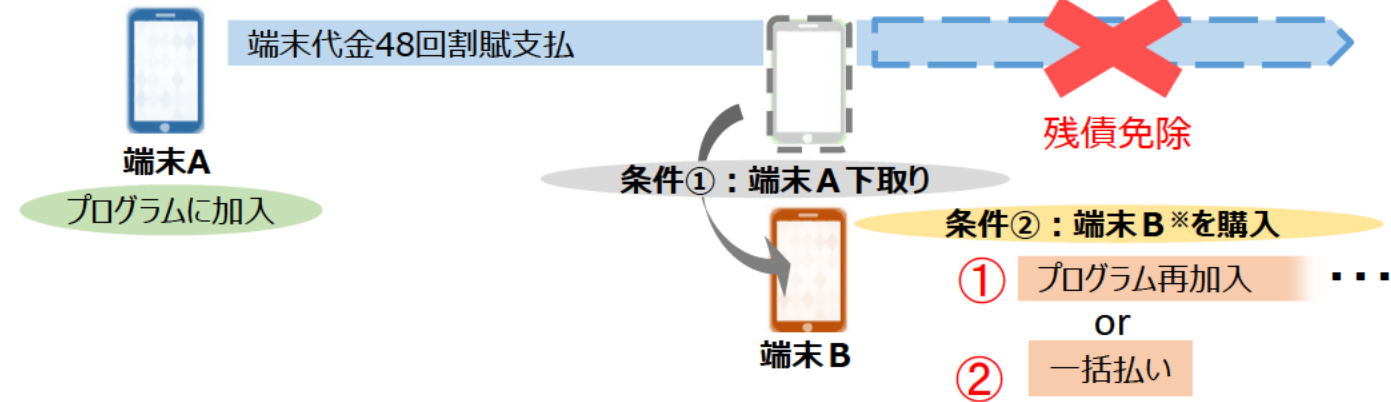 端末代金48回割賦支払
残債免除
端末A
条件①：端末A下取り
プログラムに加入
条件②：端末B※を購入
① プログラム再加入 ・・・
or
端末B
② 一括払い